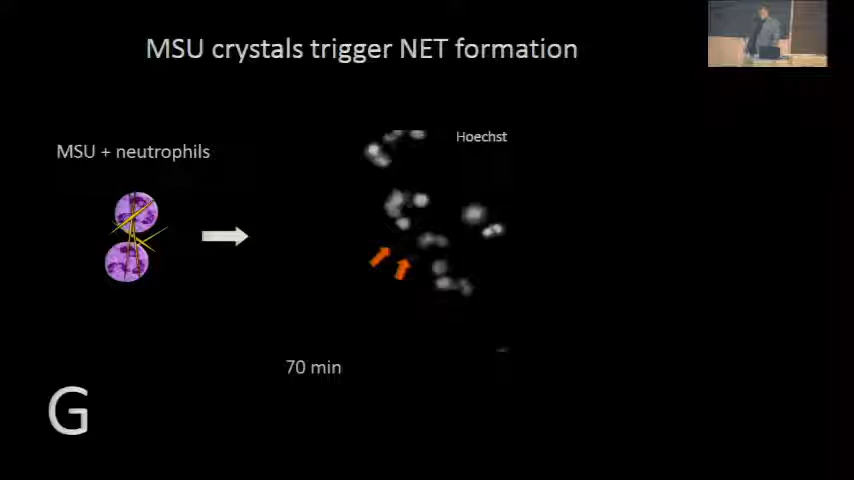 MSU crystals trigger NET formation
Hoechst
MSU + neutrophils
70 min
G